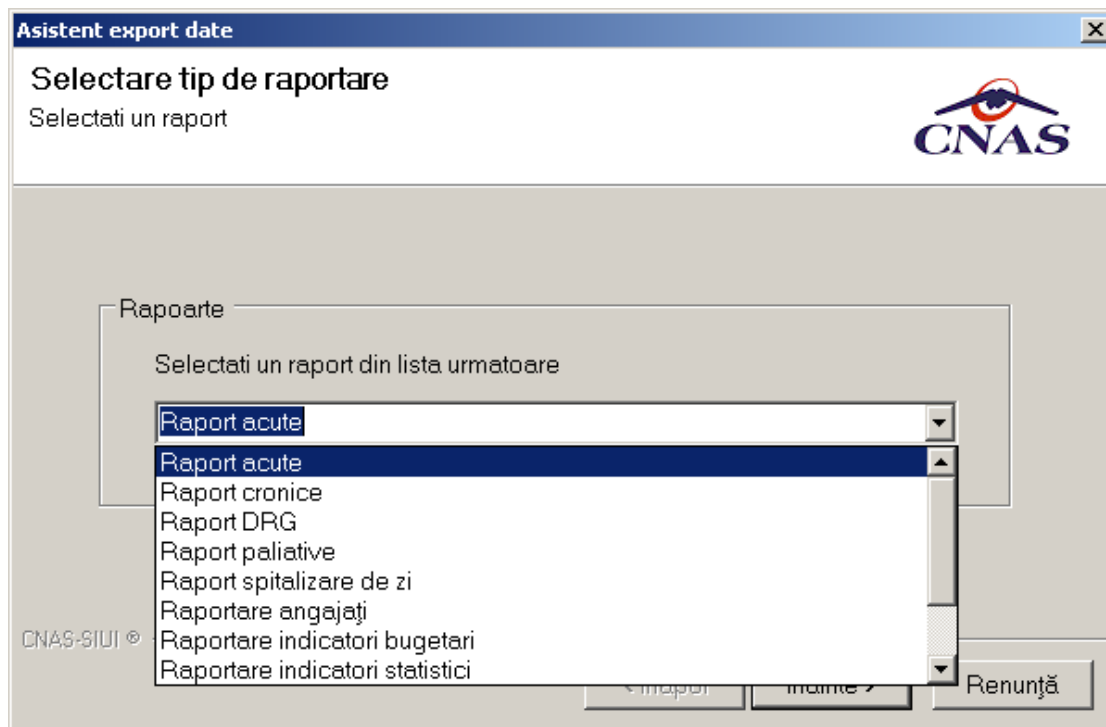 Asistent export date
Selectare tip de raportare
Selectati un raport
CNAS
Rapoarte
Selectati un raport din lista urmatoare
Raport acute
Raport acute
Raport cronice
Raport DRG
Raport paliative
Raport spitalizare de zi
Raportare angajaţi
Raportare indicatori bugetari
CNAS-SIUI ®
Raportare indicatori statistici
Renunţă